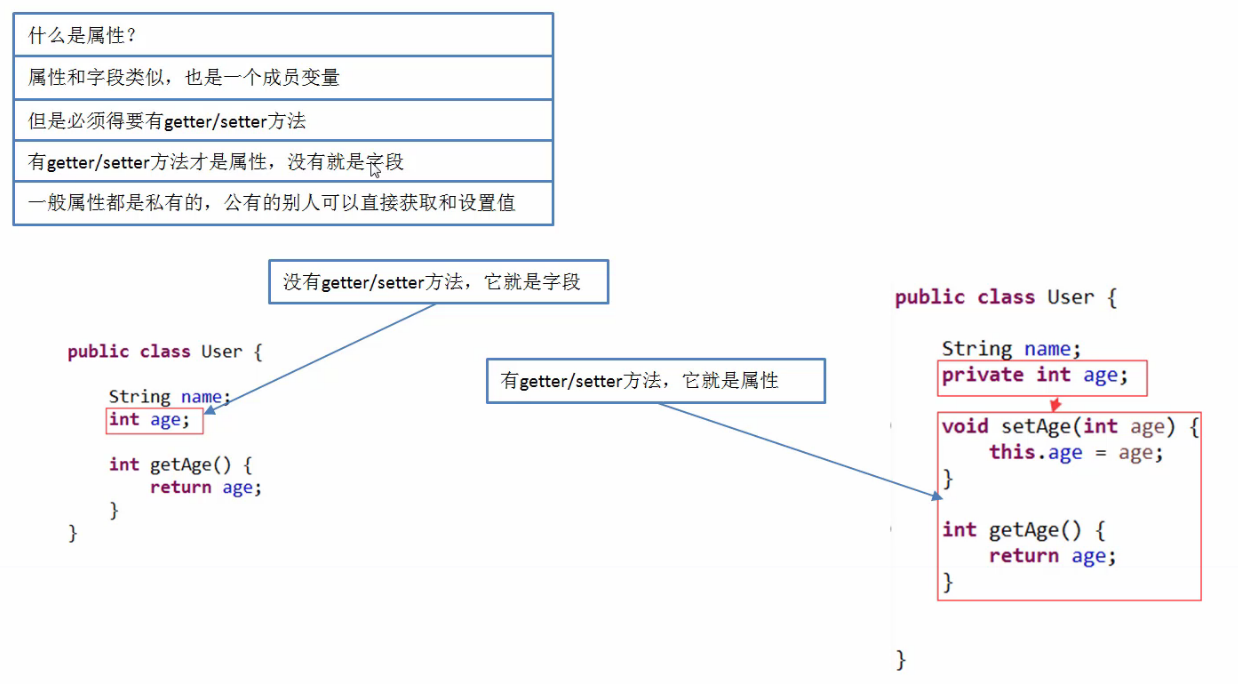 什么是属性？
属性和字段类似，也是一个成员变量
但是必须得要有getter/setter方法
有getter/setter方法才是属性，没有就是字段
一般属性都是私有的，公有的别人可以直接获取和设置值
没有getter/setter方法，它就是字段
public class User {
String name;
int age;
int getAge() {
return age;
}
}
有getter/setter方法，它就是属性
public class User {
String name;
private int age;
void setAge(int age) {
this.age = age;
}
int getAge() {
return age;
}
}